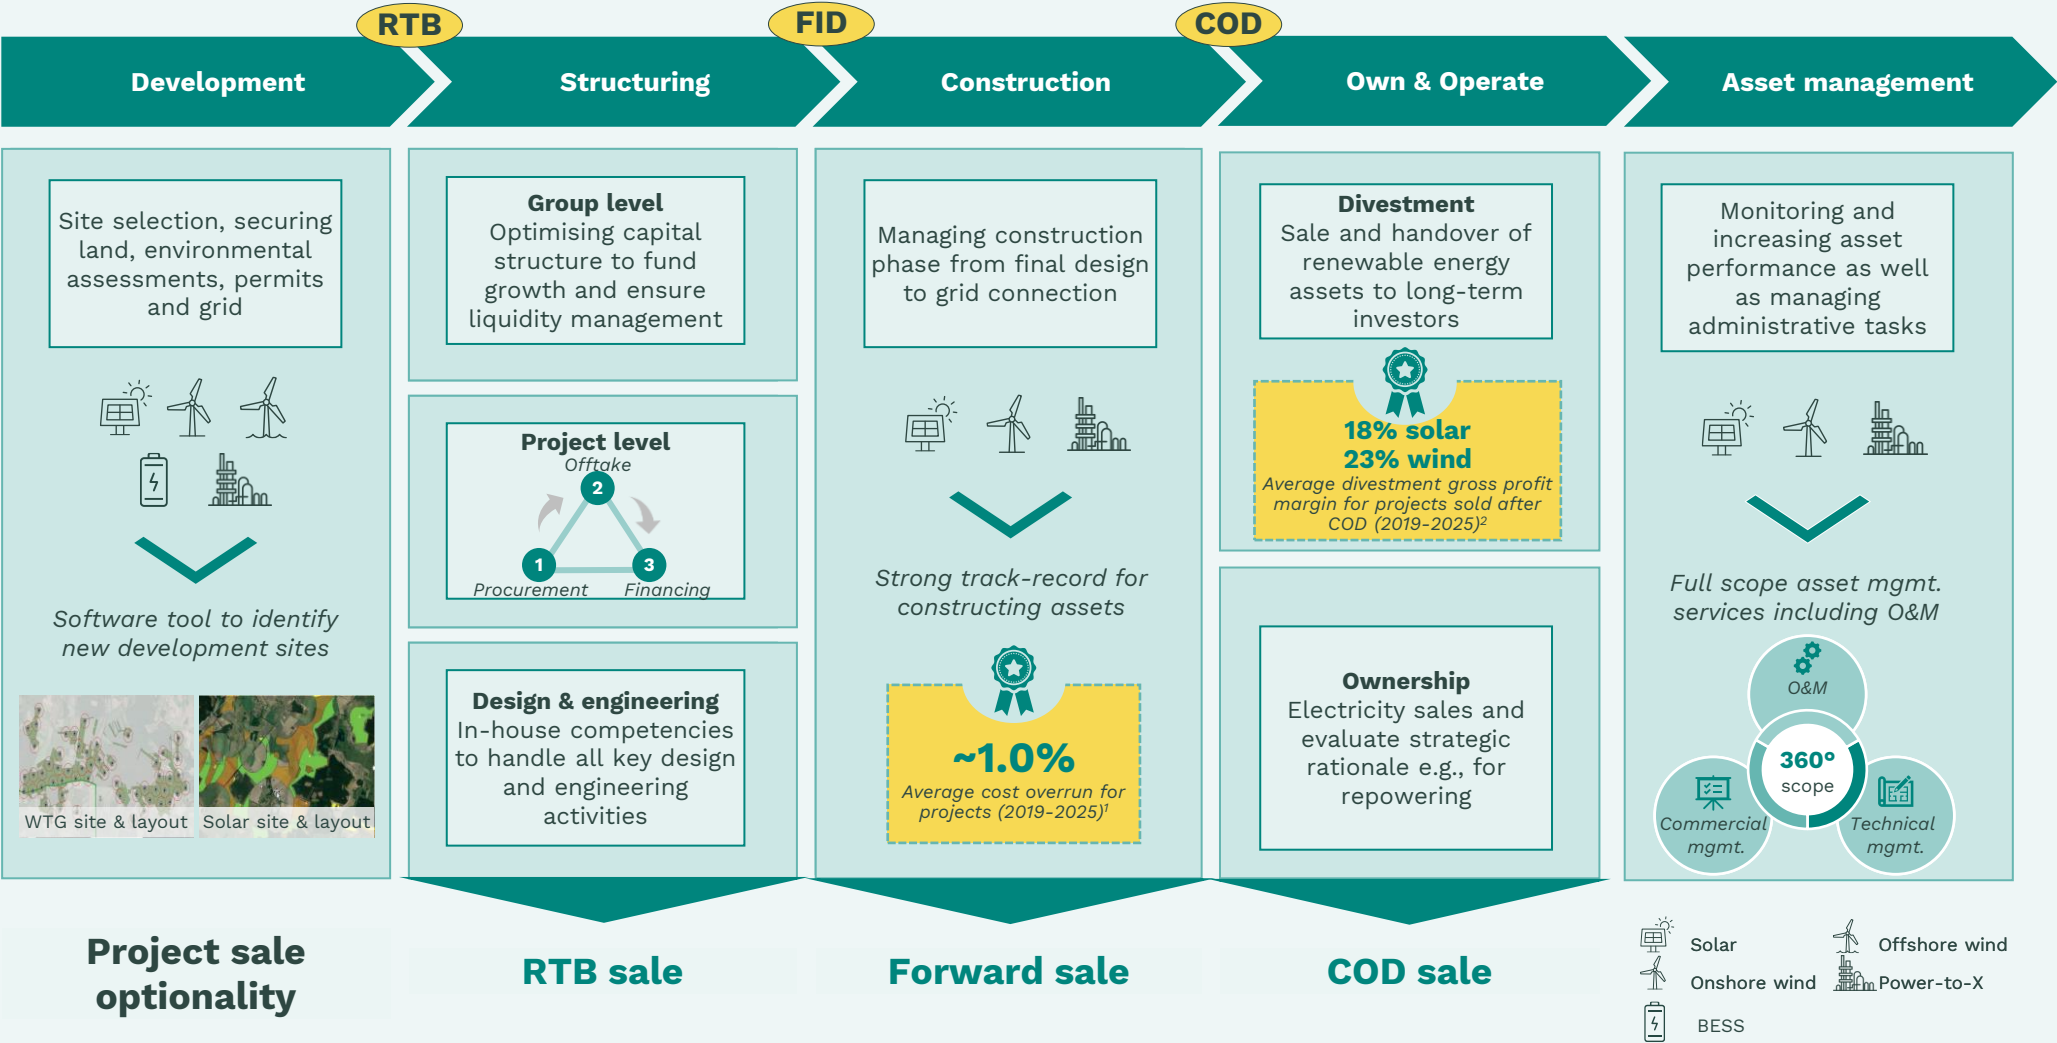 RTB
FID
COD
Development
Structuring
Construction
Own & Operate
Asset management
Site selection, securing
land, environmental
assessments, permits
and grid
Software tool to identify
new development sites
WTG site & layout
Solar site & layout
Group level
Optimising capital
structure to fund
growth and ensure
liquidity management
Project level
Offtake
2
1
3
Procurement
Financing
Design & engineering
In-house competencies
to handle all key design
and engineering
activities
Managing construction
phase from final design
to grid connection
Strong track-record for
constructing assets
~1.0%
Average cost overrun for
projects (2019-2025)¹
Divestment
Sale and handover of
renewable energy
assets to long-term
investors
18% solar
23% wind
Average divestment gross profit
margin for projects sold after
COD (2019-2025)²
Ownership
Electricity sales and
evaluate strategic
rationale e.g., for
repowering
Monitoring and
increasing asset
performance as well
as managing
administrative tasks
Full scope asset mgmt.
services including O&M
O&M
360°
scope
Commercial
mgmt.
Technical
mgmt.
Project sale
optionality
RTB sale
Forward sale
COD sale
Solar
Offshore wind
Onshore wind
Power-to-X
BESS